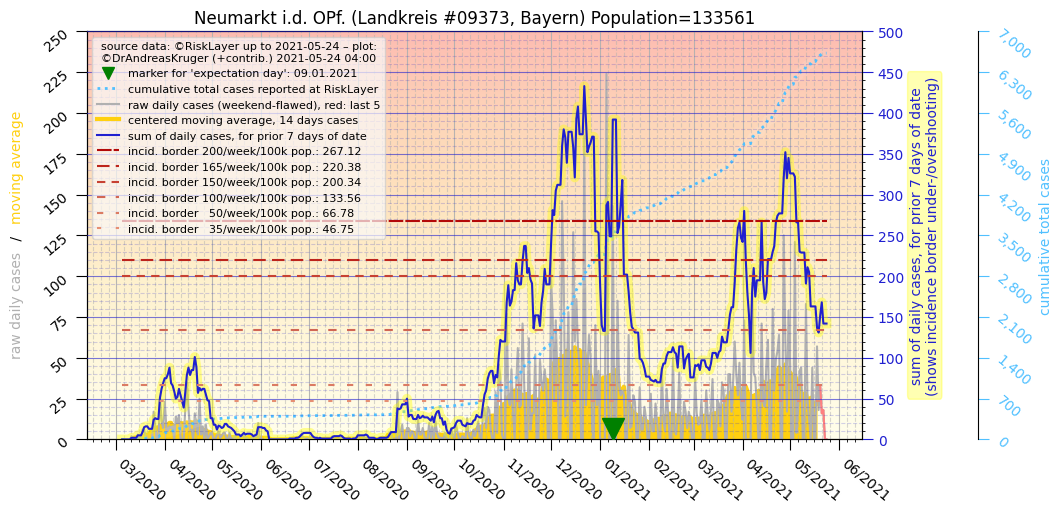 Neumarkt i.d. OPf. (Landkreis #09373, Bayern) Population=133561
source data: ©RiskLayer up to 2021-05-24 – plot:
©DrAndreasKruger (+contrib.) 2021-05-24 04:00
marker for 'expectation day': 09.01.2021
cumulative total cases reported at RiskLayer
raw daily cases (weekend-flawed), red: last 5
centered moving average, 14 days cases
sum of daily cases, for prior 7 days of date
incid. border 200/week/100k pop.: 267.12
incid. border 165/week/100k pop.: 220.38
incid. border 150/week/100k pop.: 200.34
incid. border 100/week/100k pop.: 133.56
incid. border 50/week/100k pop.: 66.78
incid. border 35/week/100k pop.: 46.75
raw daily cases / moving average
250
225
200
175
150
125
100
75
50
25
0
03/2020
04/2020
05/2020
06/2020
07/2020
08/2020
09/2020
10/2020
11/2020
12/2020
01/2021
02/2021
03/2021
04/2021
05/2021
06/2021
500
450
400
350
300
250
200
150
100
50
0
sum of daily cases, for prior 7 days of date
(shows incidence border under-/overshooting)
7,000
6,300
5,600
4,900
4,200
3,500
2,800
2,100
1,400
700
0
cumulative total cases